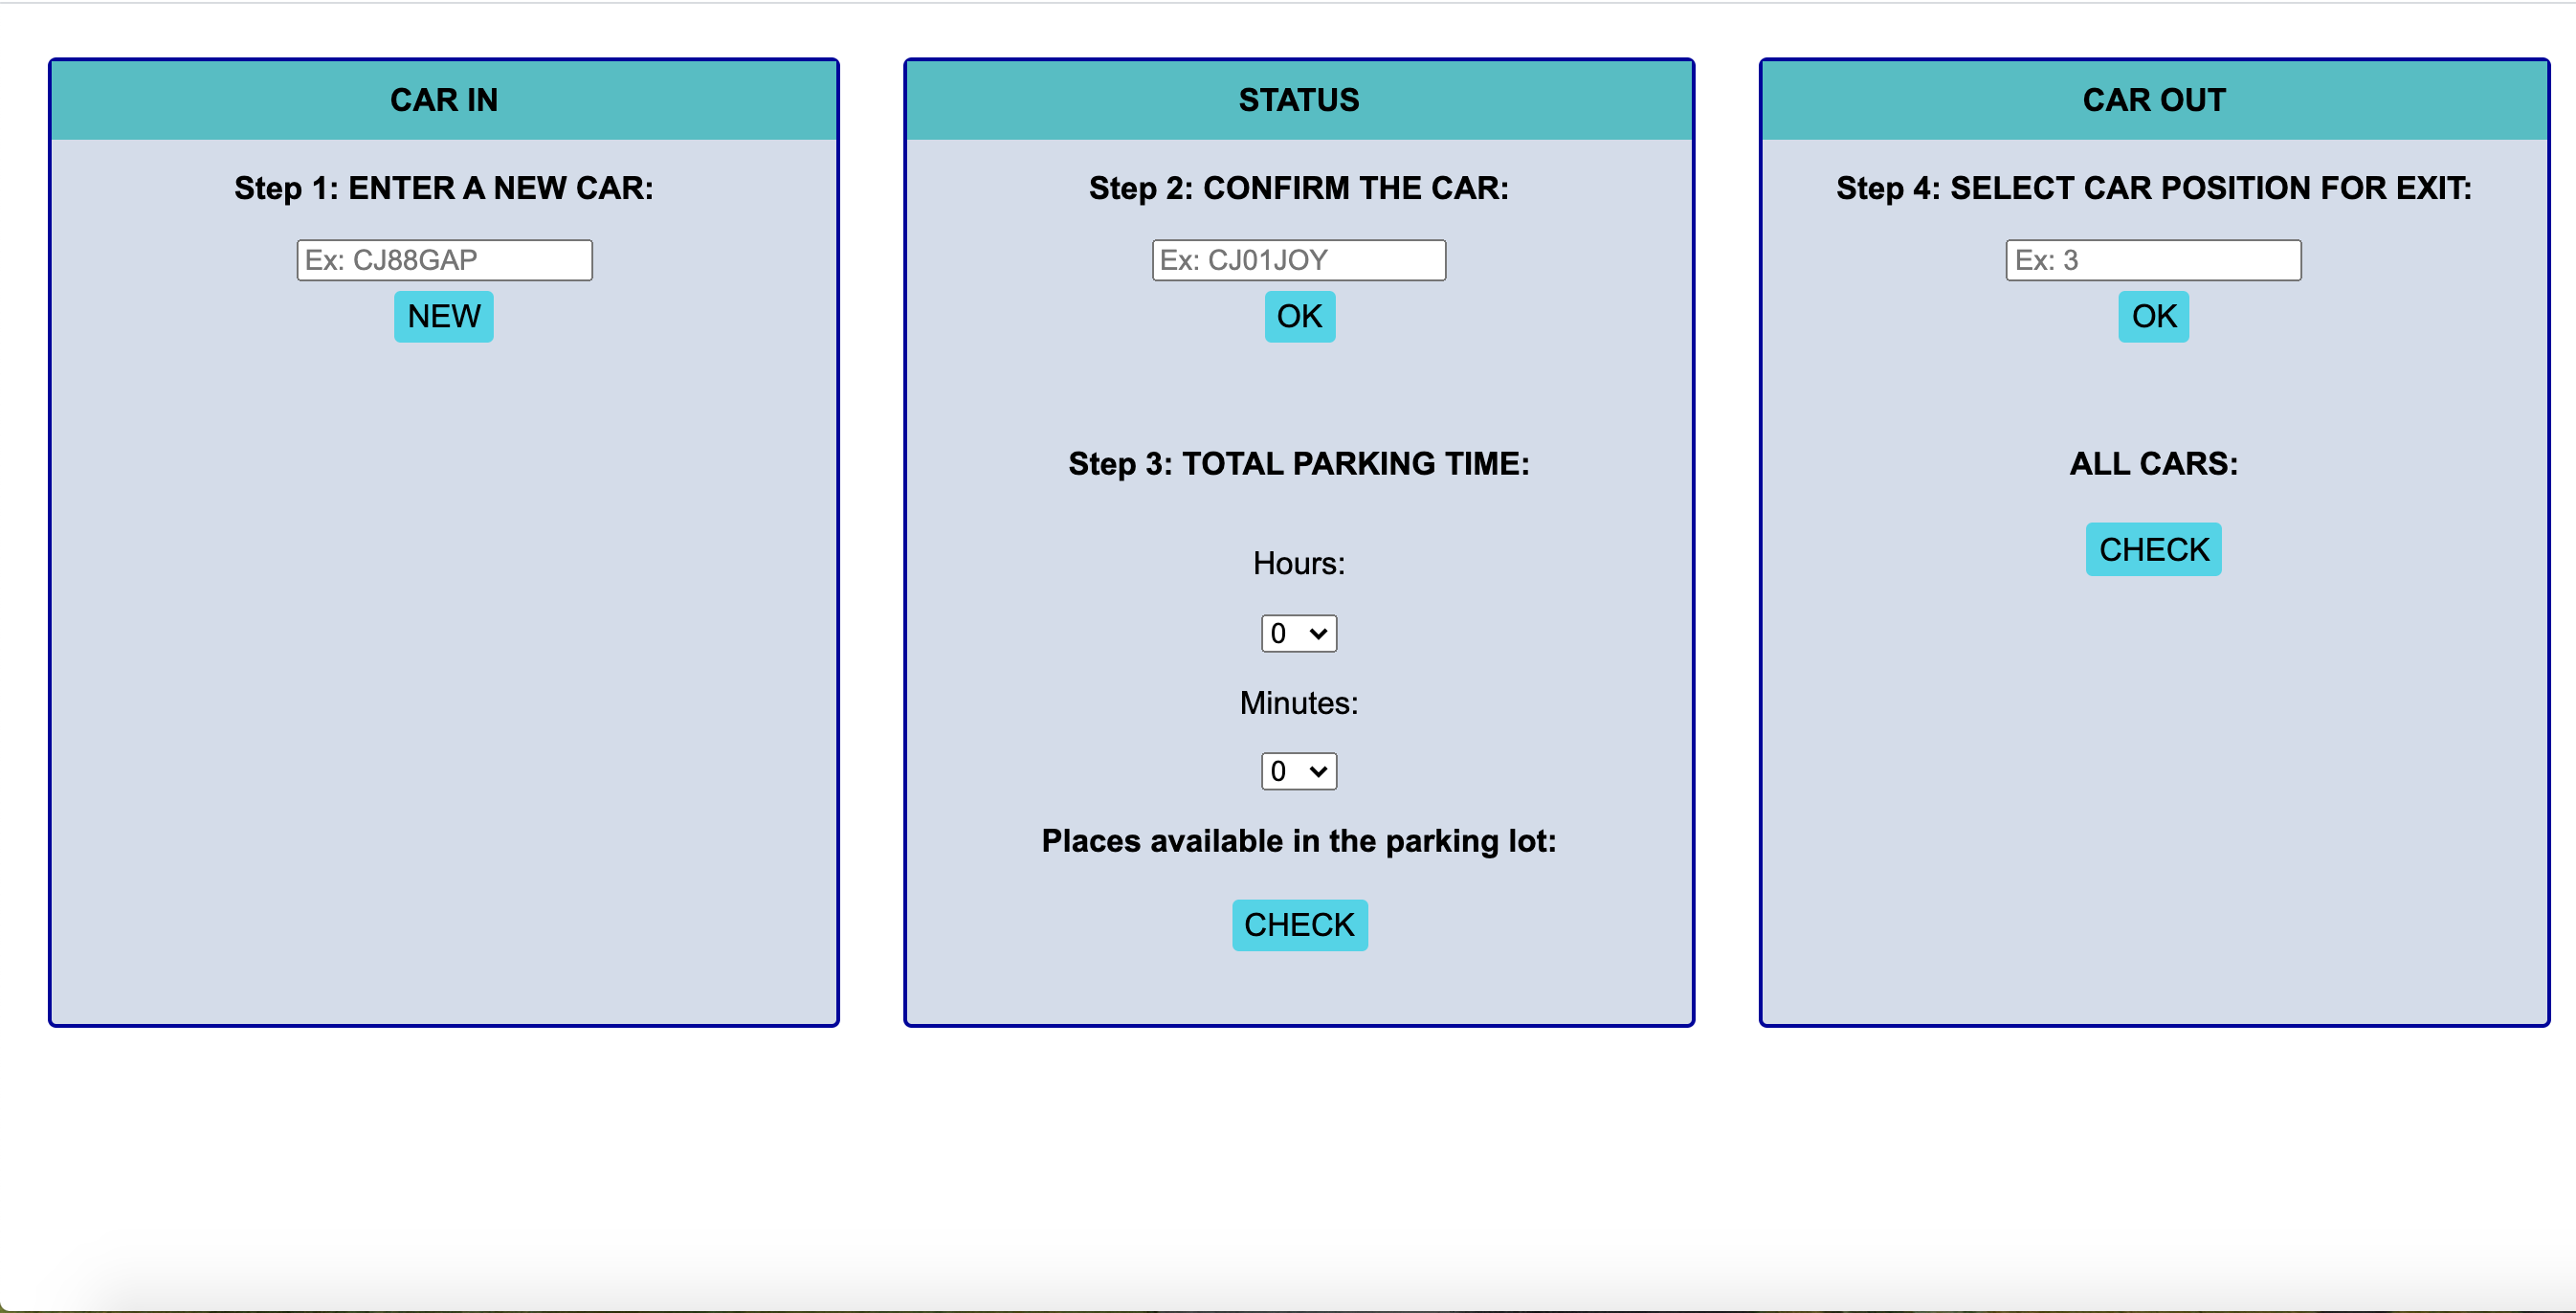 CAR IN
Step 1: ENTER A NEW CAR:
Ex: CJ88GAP
NEW
STATUS
Step 2: CONFIRM THE CAR:
Ex: CJ01JOY
OK
Step 3: TOTAL PARKING TIME:
Hours:
0
Minutes:
0
Places available in the parking lot:
CHECK
CAR OUT
Step 4: SELECT CAR POSITION FOR EXIT:
Ex: 3
OK
ALL CARS:
CHECK